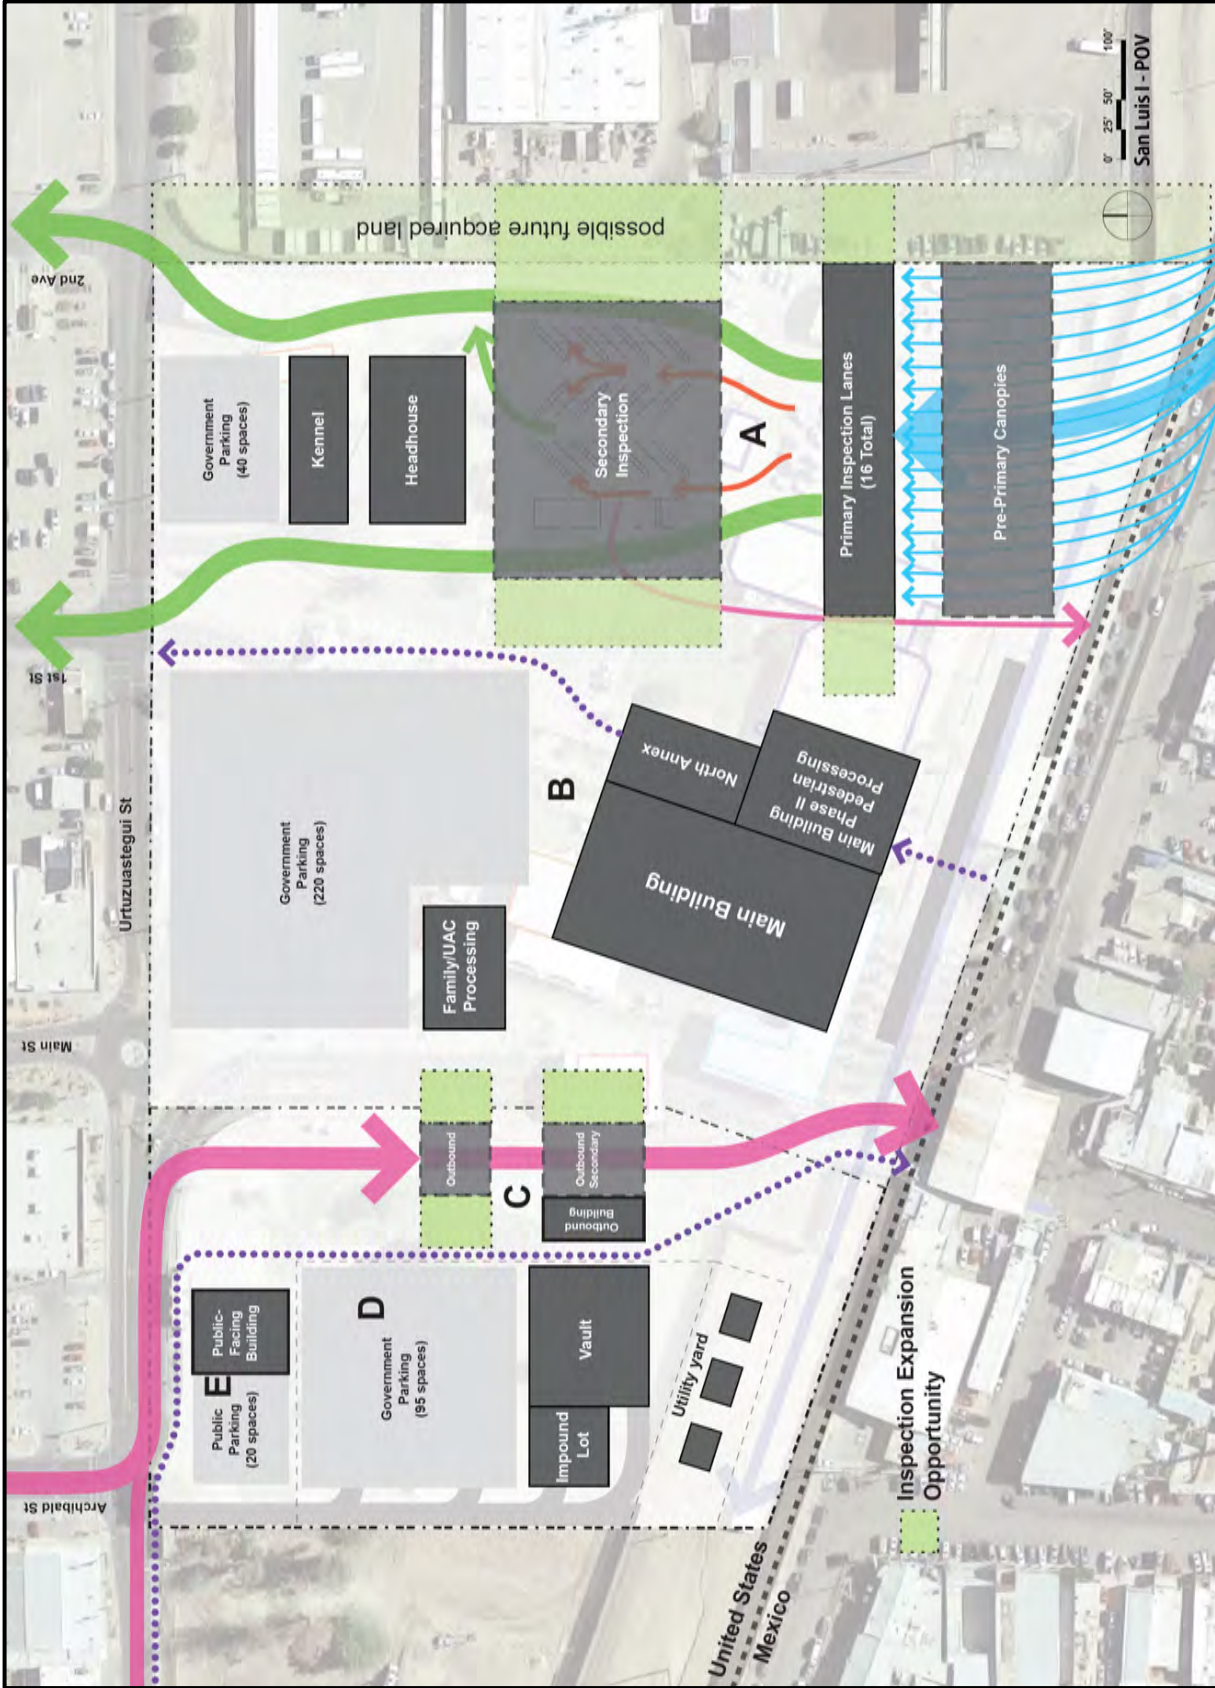 2nd Ave
1st St
Urtuzuastegui St
Main St
Archibald St
possible future acquired land
Government
Parking
(40 spaces)
Kennel
Headhouse
Secondary
Inspection
A
Primary Inspection Lanes
(16 Total)
Pre-Primary Canopies
0' 25' 50' 100'
San Luis I - POV
Government
Parking
(220 spaces)
B
North Annex
Main Building
Phase II
Pedestrian
Processing
Main Building
Family/UAC
Processing
Outbound
C
Outbound
Secondary
Outbound
Building
Public-
Facing
Building
E
Public
Parking
(20 spaces)
D
Government
Parking
(95 spaces)
Vault
Impound
Lot
Utility yard
Inspection Expansion
Opportunity
United States
Mexico